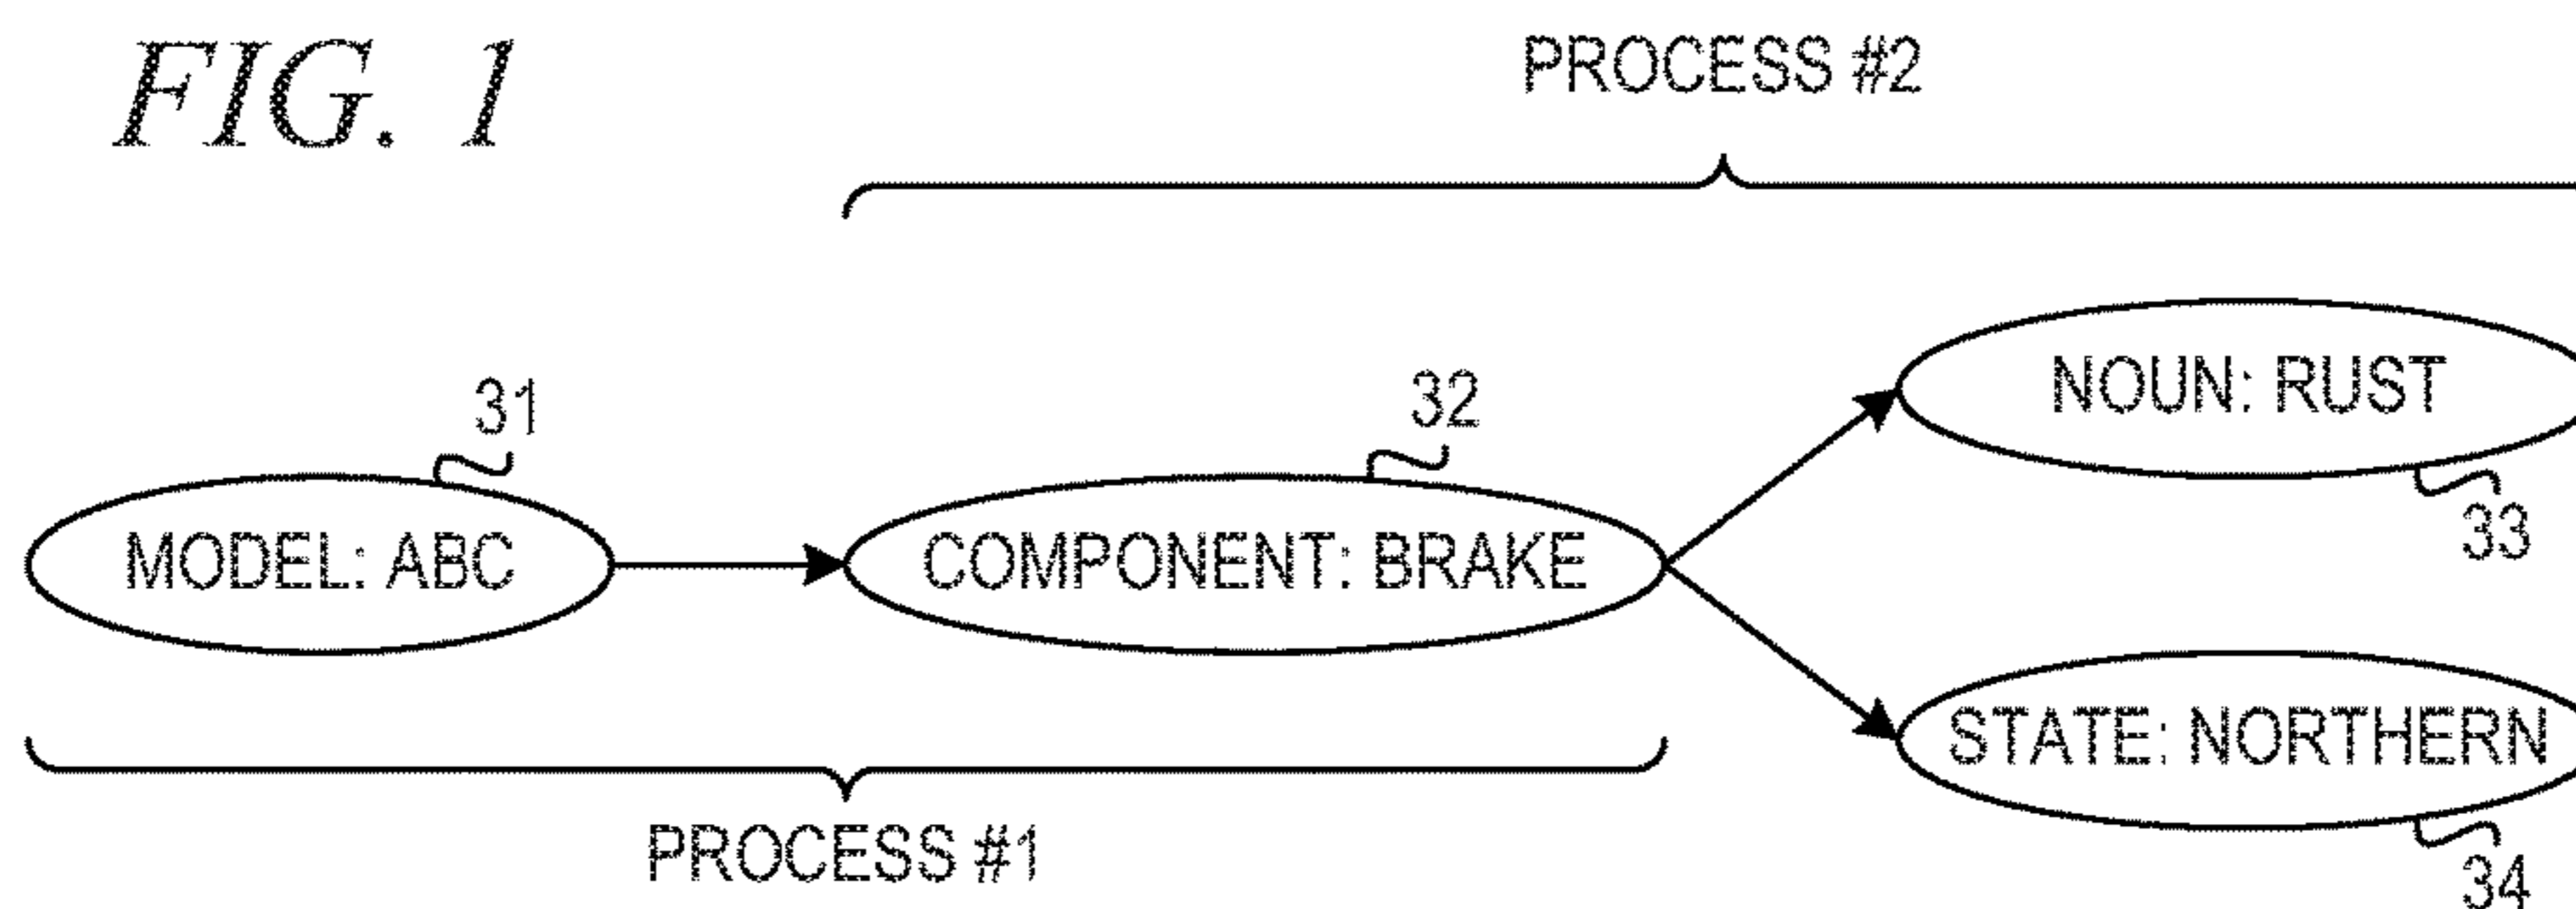 FIG. 1
PROCESS #2
31
32
NOUN: RUST
33
MODEL: ABC
COMPONENT: BRAKE
STATE: NORTHERN
34
PROCESS #1